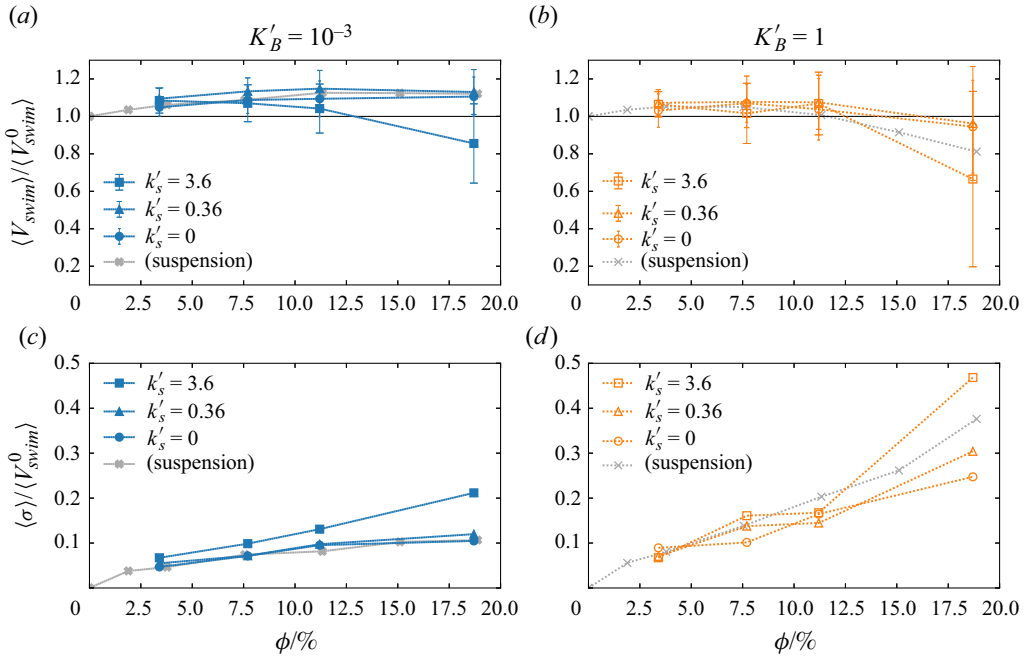 (a)
K′_B = 10⁻³
1.2
1.0
0.8
0.6
0.4
0.2
⟨V_swim⟩/⟨V⁰_swim⟩
k′_s = 3.6
k′_s = 0.36
k′_s = 0
(suspension)
0 2.5 5.0 7.5 10.0 12.5 15.0 17.5 20.0
(b)
K′_B = 1
1.2
1.0
0.8
0.6
0.4
0.2
k′_s = 3.6
k′_s = 0.36
k′_s = 0
(suspension)
0 2.5 5.0 7.5 10.0 12.5 15.0 17.5 20.0
(c)
0.5
0.4
0.3
0.2
0.1
⟨σ⟩/⟨V⁰_swim⟩
k′_s = 3.6
k′_s = 0.36
k′_s = 0
(suspension)
0 2.5 5.0 7.5 10.0 12.5 15.0 17.5 20.0
ϕ/%
(d)
0.5
0.4
0.3
0.2
0.1
k′_s = 3.6
k′_s = 0.36
k′_s = 0
(suspension)
0 2.5 5.0 7.5 10.0 12.5 15.0 17.5 20.0
ϕ/%